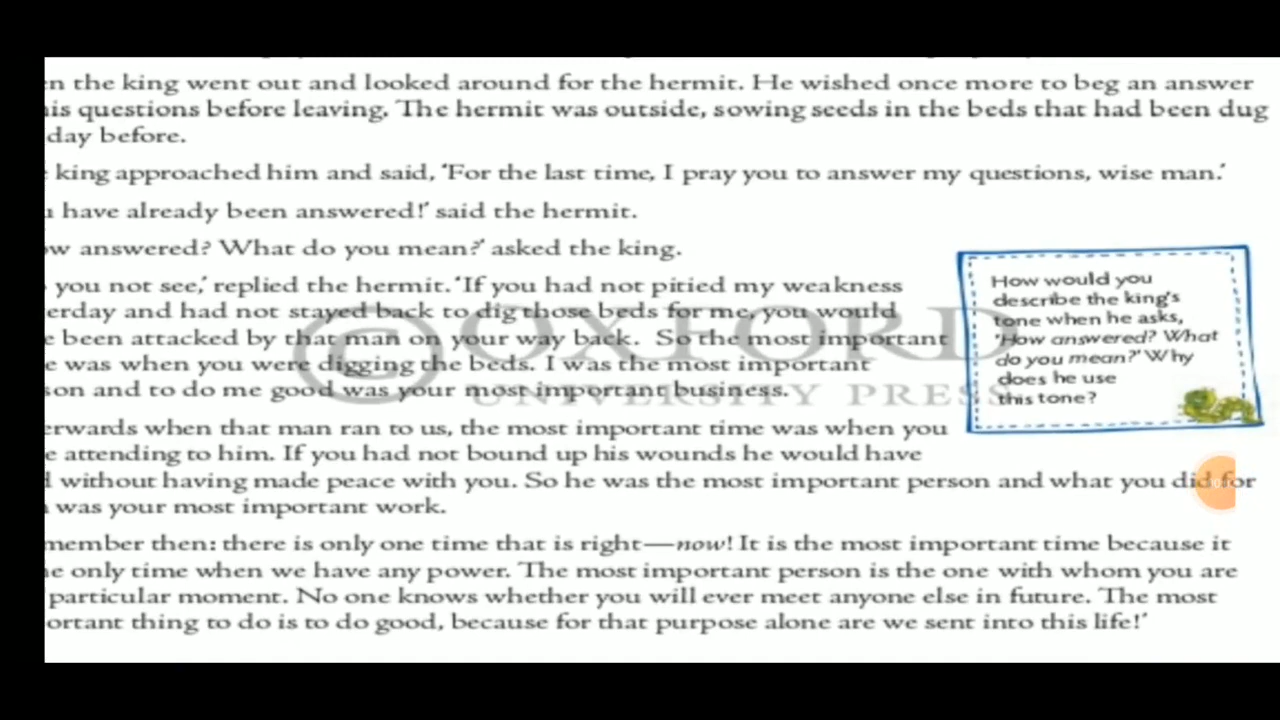 n the king went out and looked around for the hermit. He wished once more to beg an answer
is questions before leaving. The hermit was outside, sowing seeds in the beds that had been dug
day before.
king approached him and said, 'For the last time, I pray you to answer my questions, wise man.'
have already been answered!' said the hermit.
w answered? What do you mean?' asked the king.
you not see,' replied the hermit. 'If you had not pitied my weakness
erday and had not stayed back to dig those beds for me, you would
e been attacked by that man on your way back. So the most important
e was when you were digging the beds. I was the most important
son and to do me good was your most important business.
erwards when that man ran to us, the most important time was when you
e attending to him. If you had not bound up his wounds he would have
without having made peace with you. So he was the most important person and what you did for
was your most important work.
member then: there is only one time that is right—now! It is the most important time because it
e only time when we have any power. The most important person is the one with whom you are
particular moment. No one knows whether you will ever meet anyone else in future. The most
ortant thing to do is to do good, because for that purpose alone are we sent into this life!'
How would you
describe the king's
tone when he asks,
'How answered? What
do you mean?' Why
does he use
this tone?
© OXFORD
UNIVERSITY PRESS